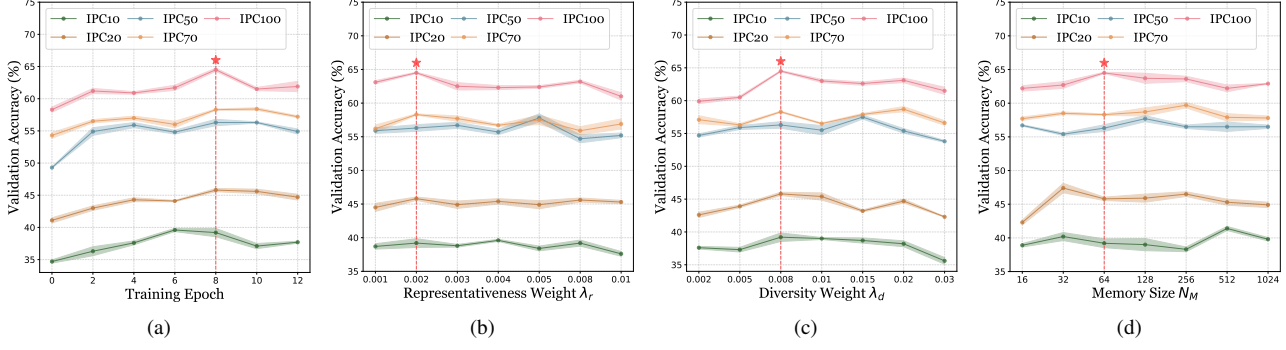 IPC10 IPC50 IPC100
IPC20 IPC70
Validation Accuracy (%)
75
70
65
60
55
50
45
40
35
0 2 4 6 8 10 12
Training Epoch
(a)
IPC10 IPC50 IPC100
IPC20 IPC70
Validation Accuracy (%)
75
70
65
60
55
50
45
40
35
0.001 0.002 0.003 0.004 0.005 0.008 0.01
Representativeness Weight λr
(b)
IPC10 IPC50 IPC100
IPC20 IPC70
Validation Accuracy (%)
75
70
65
60
55
50
45
40
35
0.002 0.005 0.008 0.01 0.015 0.02 0.03
Diversity Weight λd
(c)
IPC10 IPC50 IPC100
IPC20 IPC70
Validation Accuracy (%)
75
70
65
60
55
50
45
40
35
16 32 64 128 256 512 1024
Memory Size NM
(d)